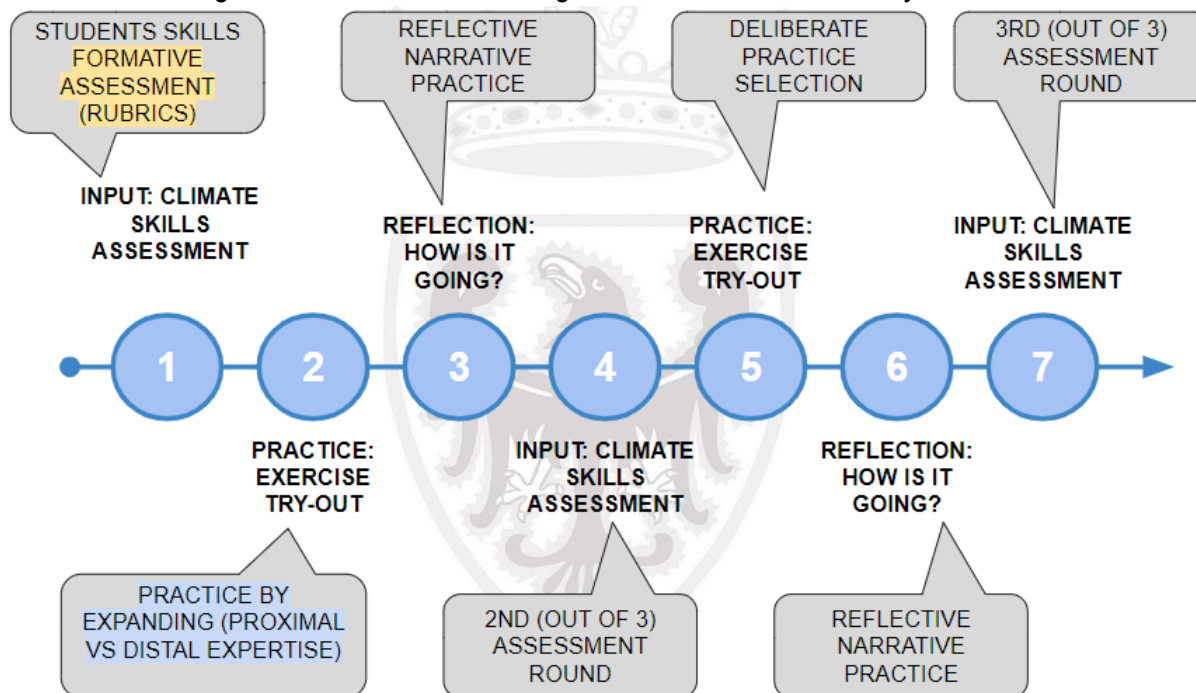 STUDENTS SKILLS
FORMATIVE
ASSESSMENT
(RUBRICS)
REFLECTIVE
NARRATIVE
PRACTICE
DELIBERATE
PRACTICE
SELECTION
3RD (OUT OF 3)
ASSESSMENT
ROUND
INPUT: CLIMATE
SKILLS
ASSESSMENT
REFLECTION:
HOW IS IT
GOING?
PRACTICE:
EXERCISE
TRY-OUT
INPUT: CLIMATE
SKILLS
ASSESSMENT
1
2
3
4
5
6
7
PRACTICE:
EXERCISE
TRY-OUT
INPUT: CLIMATE
SKILLS
ASSESSMENT
REFLECTION:
HOW IS IT
GOING?
PRACTICE BY
EXPANDING (PROXIMAL
VS DISTAL EXPERTISE)
2ND (OUT OF 3)
ASSESSMENT
ROUND
REFLECTIVE
NARRATIVE
PRACTICE